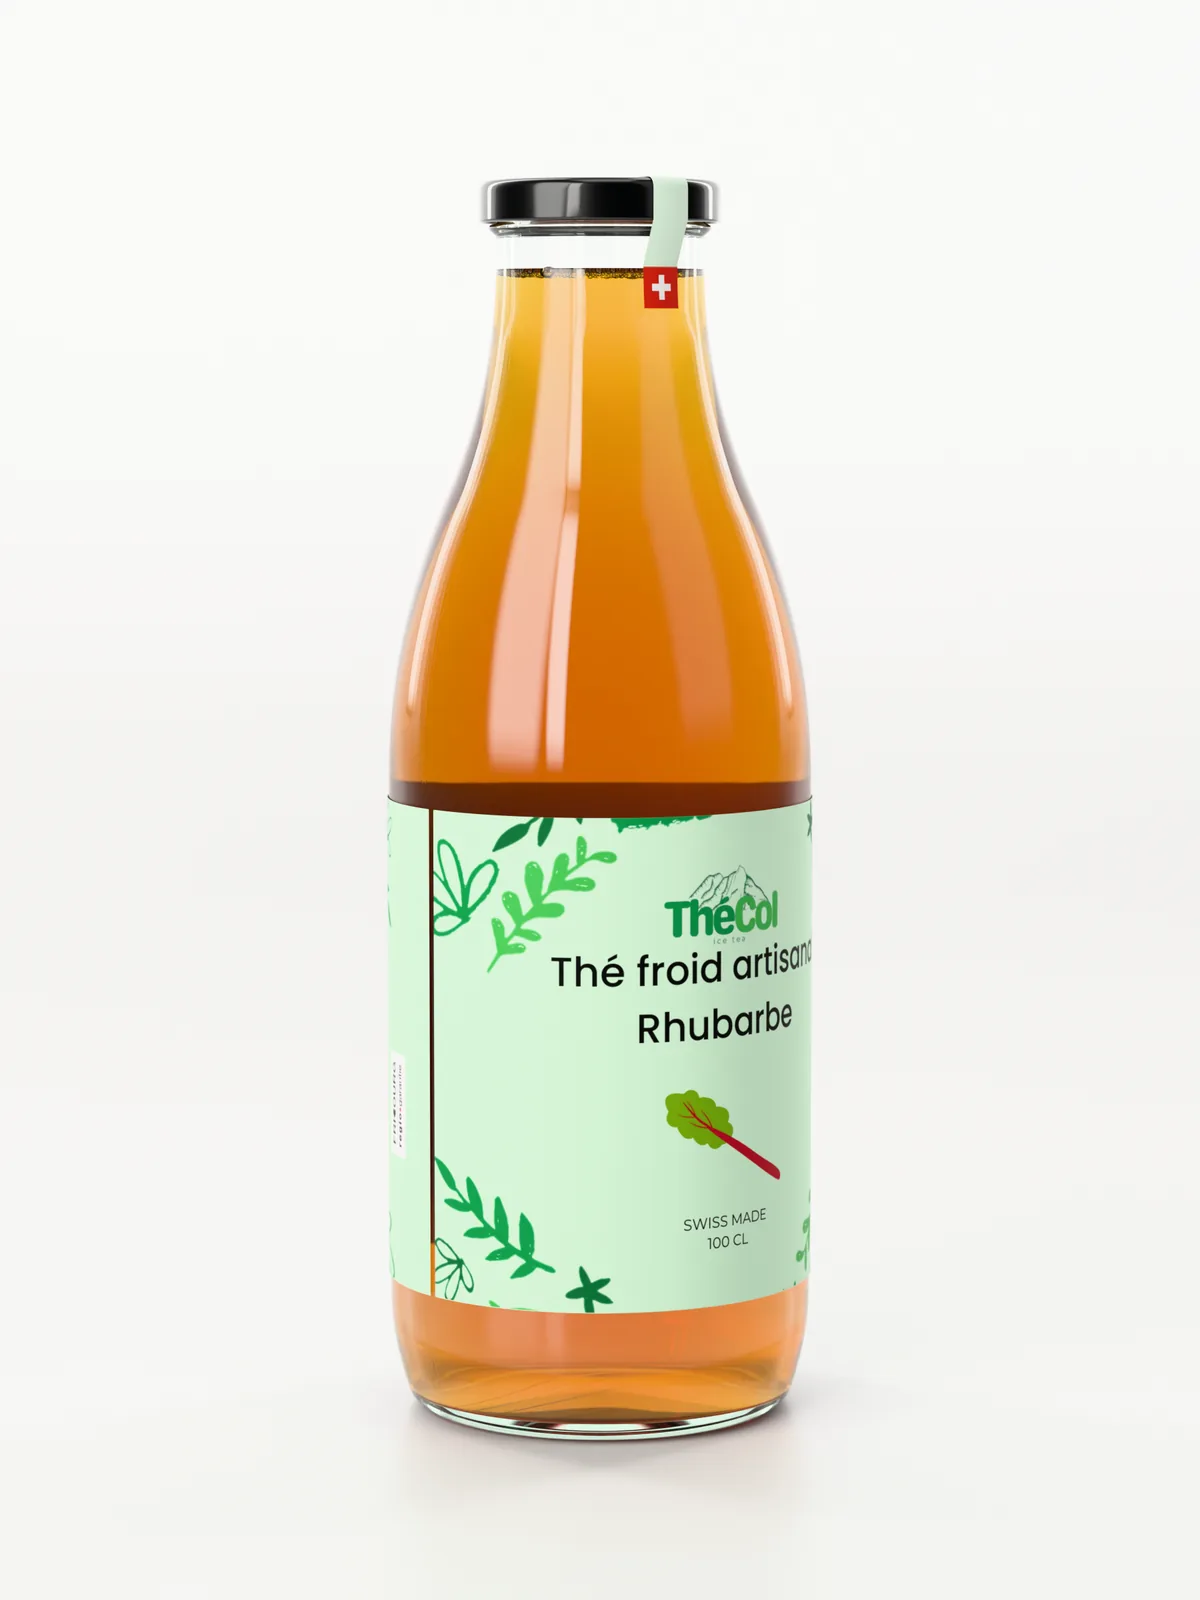 ThéCol
ice tea
Thé froid artisana
Rhubarbe
SWISS MADE
100 CL